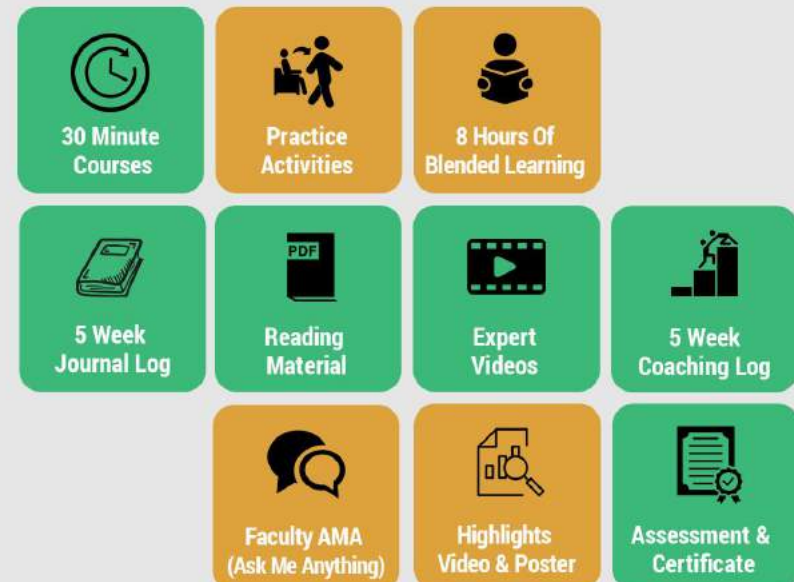 30 Minute
Courses
Practice
Activities
8 Hours Of
Blended Learning
5 Week
Journal Log
PDF
Reading
Material
Expert
Videos
5 Week
Coaching Log
Faculty AMA
(Ask Me Anything)
Highlights
Video & Poster
Assessment &
Certificate